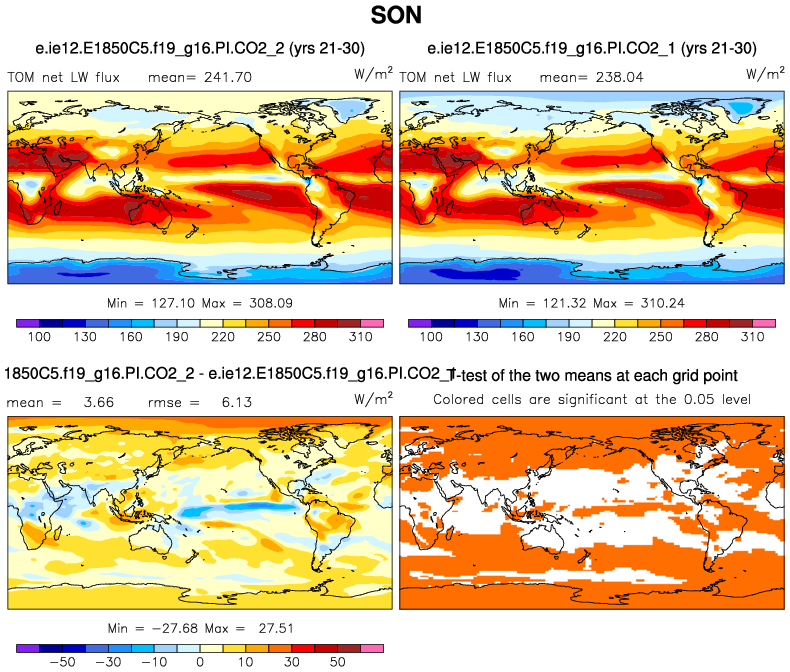 SON
e.ie12.E1850C5.f19_g16.PI.CO2_2 (yrs 21-30)
TOM net LW flux mean= 241.70 W/m²
Min = 127.10 Max = 308.09
100 130 160 190 220 250 280 310
e.ie12.E1850C5.f19_g16.PI.CO2_1 (yrs 21-30)
TOM net LW flux mean= 238.04 W/m²
Min = 121.32 Max = 310.24
100 130 160 190 220 250 280 310
1850C5.f19_g16.PI.CO2_2 - e.ie12.E1850C5.f19_g16.PI.CO2_1
mean = 3.66 rmse = 6.13 W/m²
Min = −27.68 Max = 27.51
−50 −30 −10 0 10 30 50
T-test of the two means at each grid point
Colored cells are significant at the 0.05 level